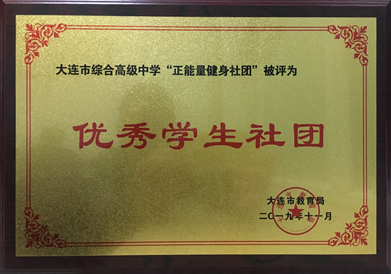 大连市综合高级中学“正能量健身社团”被评为
优秀学生社团
大连市教育局
二〇一九年十一月